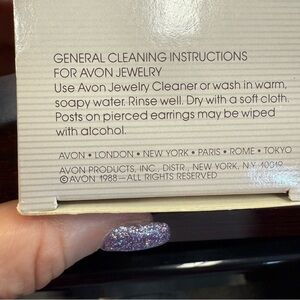 GENERAL CLEANING INSTRUCTIONS
FOR AVON JEWELRY
Use Avon Jewelry Cleaner or wash in warm,
soapy water. Rinse well. Dry with a soft cloth.
Posts on pierced earrings may be wiped
with alcohol.
AVON • LONDON • NEW YORK • PARIS • ROME • TOKYO
AVON PRODUCTS, INC., DISTR., NEW YORK, N.Y. 10019
©AVON 1988—ALL RIGHTS RESERVED